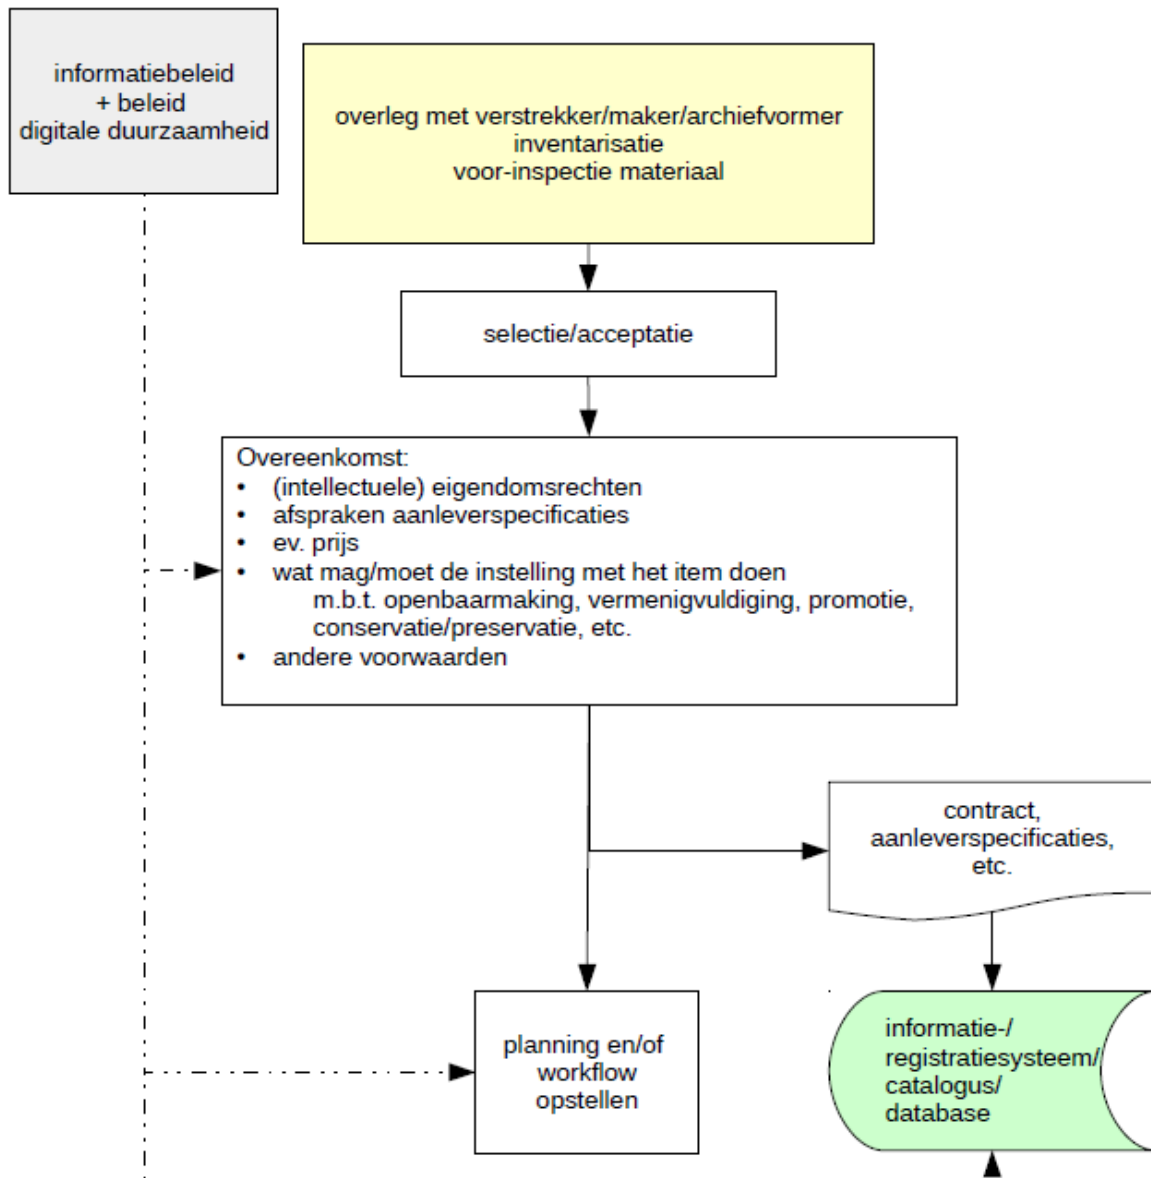 informatiebeleid
+ beleid
digitale duurzaamheid
overleg met verstrekker/maker/archiefvormer
inventarisatie
voor-inspectie materiaal
selectie/acceptatie
Overeenkomst:
• (intellectuele) eigendomsrechten
• afspraken aanleverspecificaties
• ev. prijs
• wat mag/moet de instelling met het item doen
m.b.t. openbaarmaking, vermenigvuldiging, promotie,
conservatie/preservatie, etc.
• andere voorwaarden
contract,
aanleverspecificaties,
etc.
planning en/of
workflow
opstellen
informatie-/
registratiesysteem/
catalogus/
database